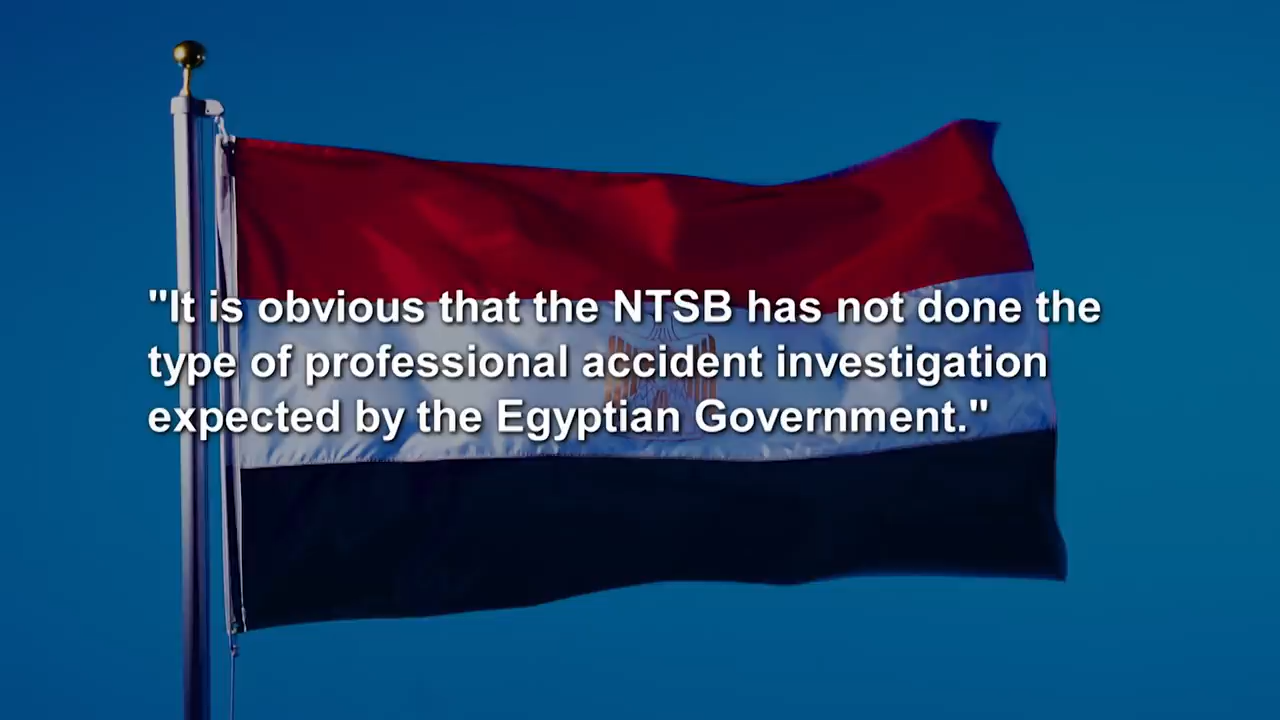 "It is obvious that the NTSB has not done the
type of professional accident investigation
expected by the Egyptian Government."